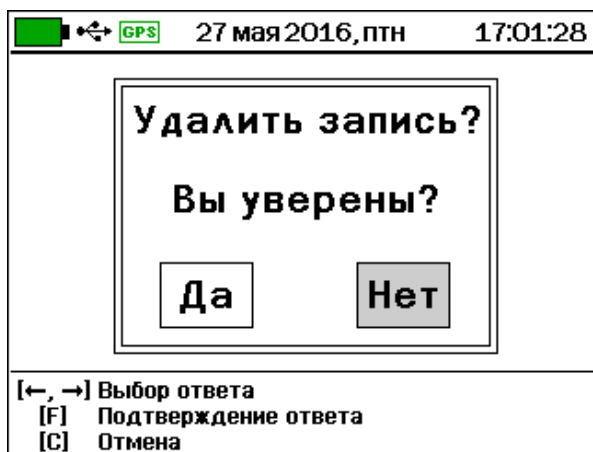 GPS 27 мая 2016, птн 17:01:28
Удалить запись?
Вы уверены?
Да Нет
[←, →] Выбор ответа
[F] Подтверждение ответа
[C] Отмена